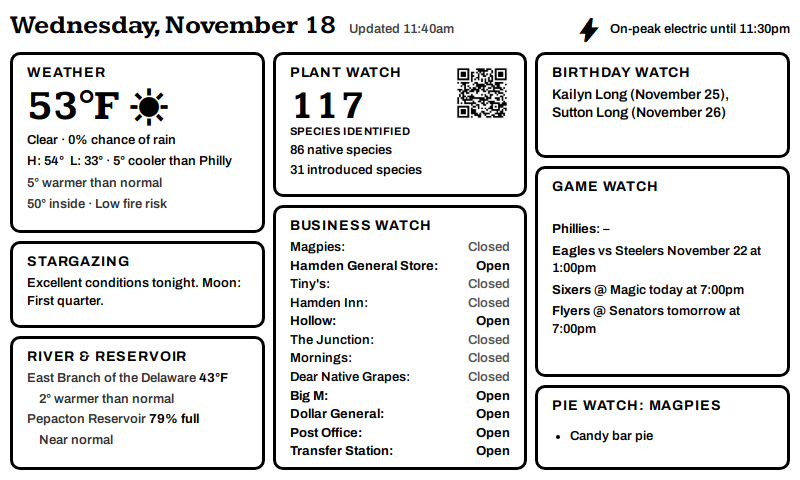 Wednesday, November 18 Updated 11:40am
On-peak electric until 11:30pm
WEATHER
53°F
Clear · 0% chance of rain
H: 54° L: 33° · 5° cooler than Philly
5° warmer than normal
50° inside · Low fire risk
STARGAZING
Excellent conditions tonight. Moon:
First quarter.
RIVER & RESERVOIR
East Branch of the Delaware 43°F
2° warmer than normal
Pepacton Reservoir 79% full
Near normal
PLANT WATCH
117
SPECIES IDENTIFIED
86 native species
31 introduced species
BUSINESS WATCH
Magpies: Closed
Hamden General Store: Open
Tiny's: Closed
Hamden Inn: Closed
Hollow: Open
The Junction: Closed
Mornings: Closed
Dear Native Grapes: Closed
Big M: Open
Dollar General: Open
Post Office: Open
Transfer Station: Open
BIRTHDAY WATCH
Kailyn Long (November 25),
Sutton Long (November 26)
GAME WATCH
Phillies: –
Eagles vs Steelers November 22 at
1:00pm
Sixers @ Magic today at 7:00pm
Flyers @ Senators tomorrow at
7:00pm
PIE WATCH: MAGPIES
• Candy bar pie